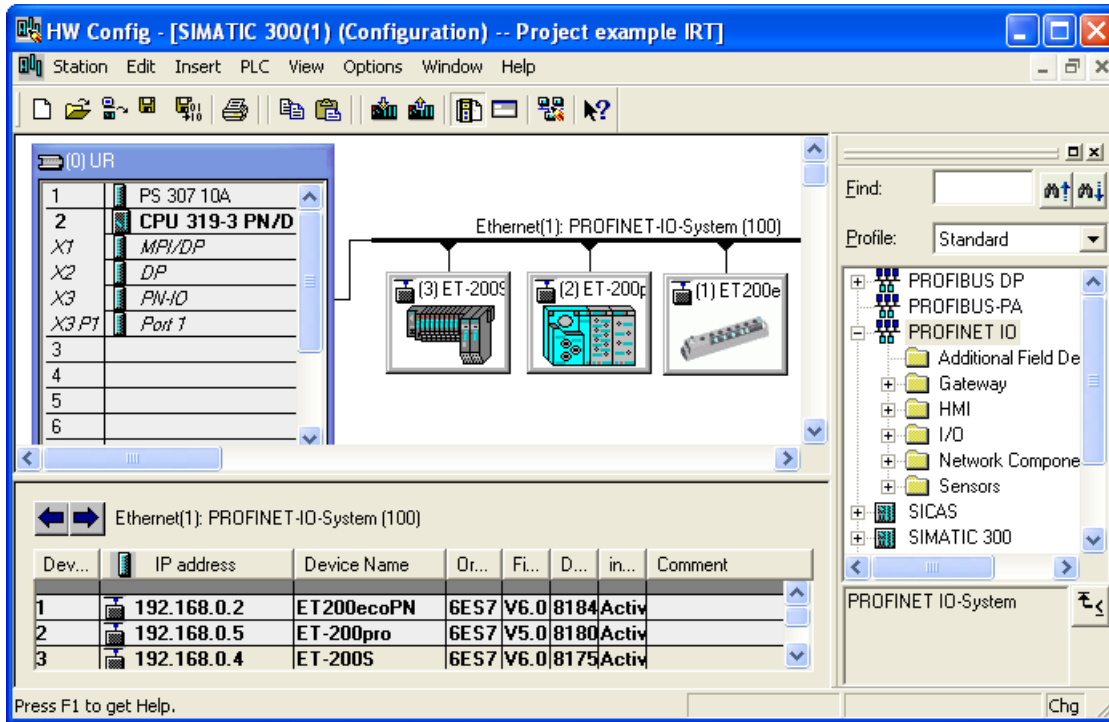 HW Config - [SIMATIC 300(1) (Configuration) -- Project example IRT]
Station Edit Insert PLC View Options Window Help
(0) UR
1 PS 307 10A
2 CPU 319-3 PN/D
X1 MPI/DP
X2 DP
X3 PN-IO
X3 P1 Port 1
3
4
5
6
Ethernet(1): PROFINET-IO-System (100)
(3) ET-200S
(2) ET-200p
(1) ET200e
Find:
Profile: Standard
PROFIBUS DP
PROFIBUS-PA
PROFINET IO
Additional Field De
Gateway
HMI
I/O
Network Compone
Sensors
SICAS
SIMATIC 300
PROFINET IO-System
Ethernet(1): PROFINET-IO-System (100)
Dev... IP address Device Name Or... Fi... D... in... Comment
1 192.168.0.2 ET200ecoPN 6ES7 V6.0 8184 Activ
2 192.168.0.5 ET-200pro 6ES7 V5.0 8180 Activ
3 192.168.0.4 ET-200S 6ES7 V6.0 8175 Activ
Press F1 to get Help.
Chg